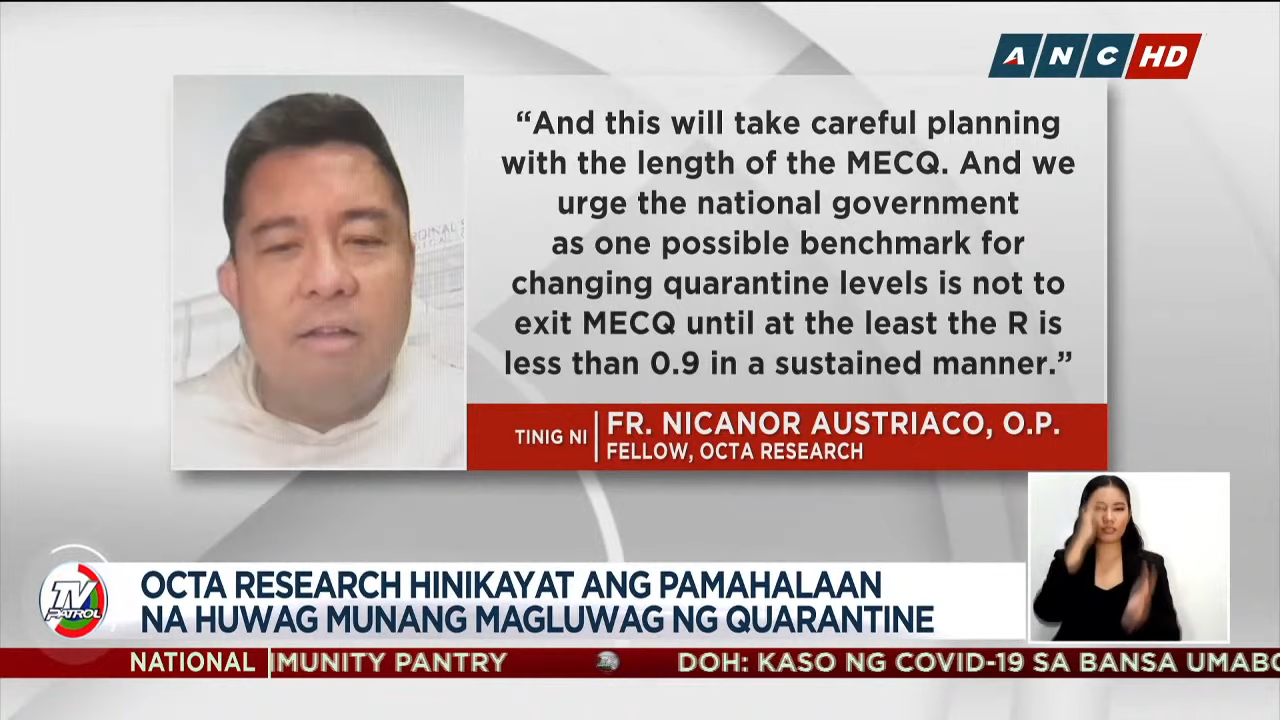 ANC HD
“And this will take careful planning
with the length of the MECQ. And we
urge the national government
as one possible benchmark for
changing quarantine levels is not to
exit MECQ until at the least the R is
less than 0.9 in a sustained manner.”
TINIG NI
FR. NICANOR AUSTRIACO, O.P.
FELLOW, OCTA RESEARCH
TV
PATROL
OCTA RESEARCH HINIKAYAT ANG PAMAHALAAN
NA HUWAG MUNANG MAGLUWAG NG QUARANTINE
NATIONAL
IMUNITY PANTRY
DOH: KASO NG COVID-19 SA BANSA UMABO